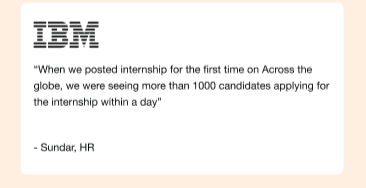 IBM
"When we posted internship for the first time on Across the
globe, we were seeing more than 1000 candidates applying for
the internship within a day"
- Sundar, HR